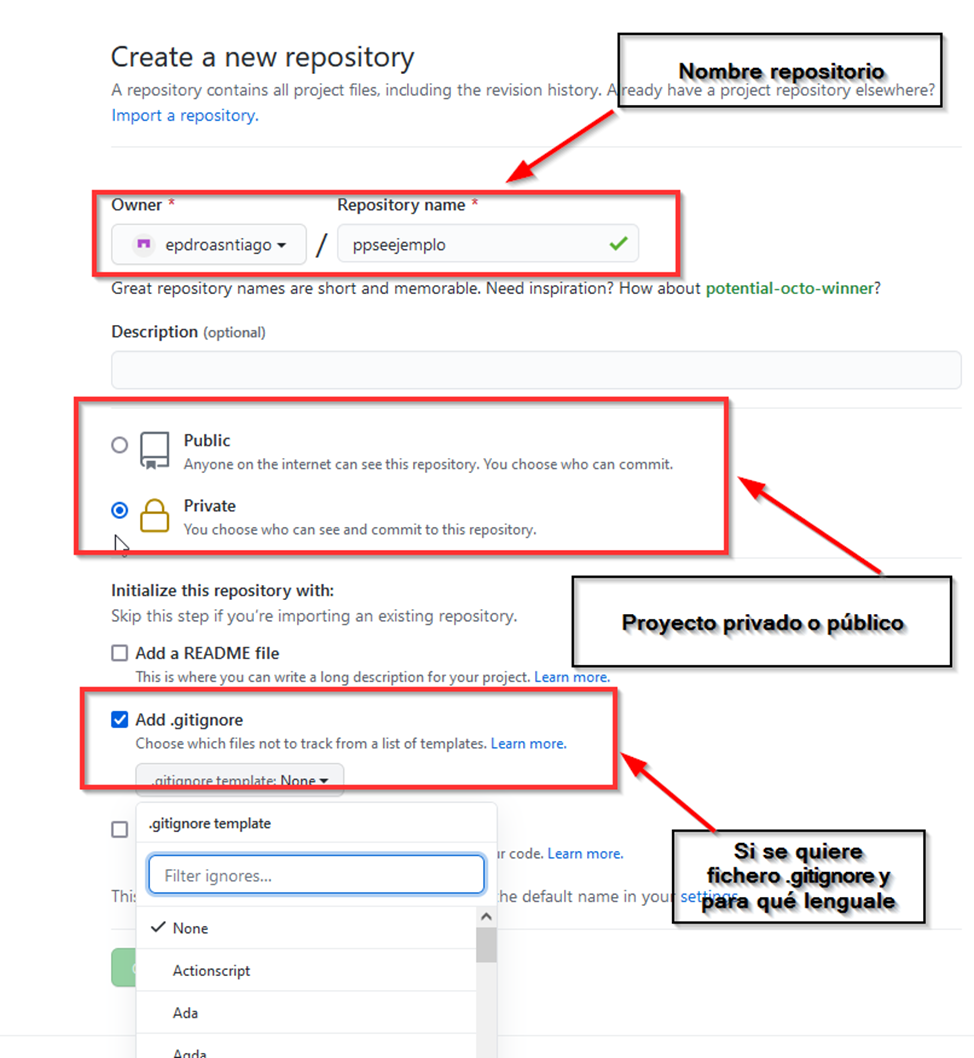 Create a new repository
Nombre repositorio
A repository contains all project files, including the revision history. Already have a project repository elsewhere?
Import a repository.
Owner *
Repository name *
epdroasntiago
/
ppseejemplo
Great repository names are short and memorable. Need inspiration? How about potential-octo-winner?
Description (optional)
Public
Anyone on the internet can see this repository. You choose who can commit.
Private
You choose who can see and commit to this repository.
Proyecto privado o público
Initialize this repository with:
Skip this step if you're importing an existing repository.
Add a README file
This is where you can write a long description for your project. Learn more.
Add .gitignore
Choose which files not to track from a list of templates. Learn more.
.gitignore template: None
.gitignore template
Si se quiere
fichero .gitignore y
para qué lenguale
code. Learn more.
Filter ignores...
the default name in your settings
None
Actionscript
Ada
Agda